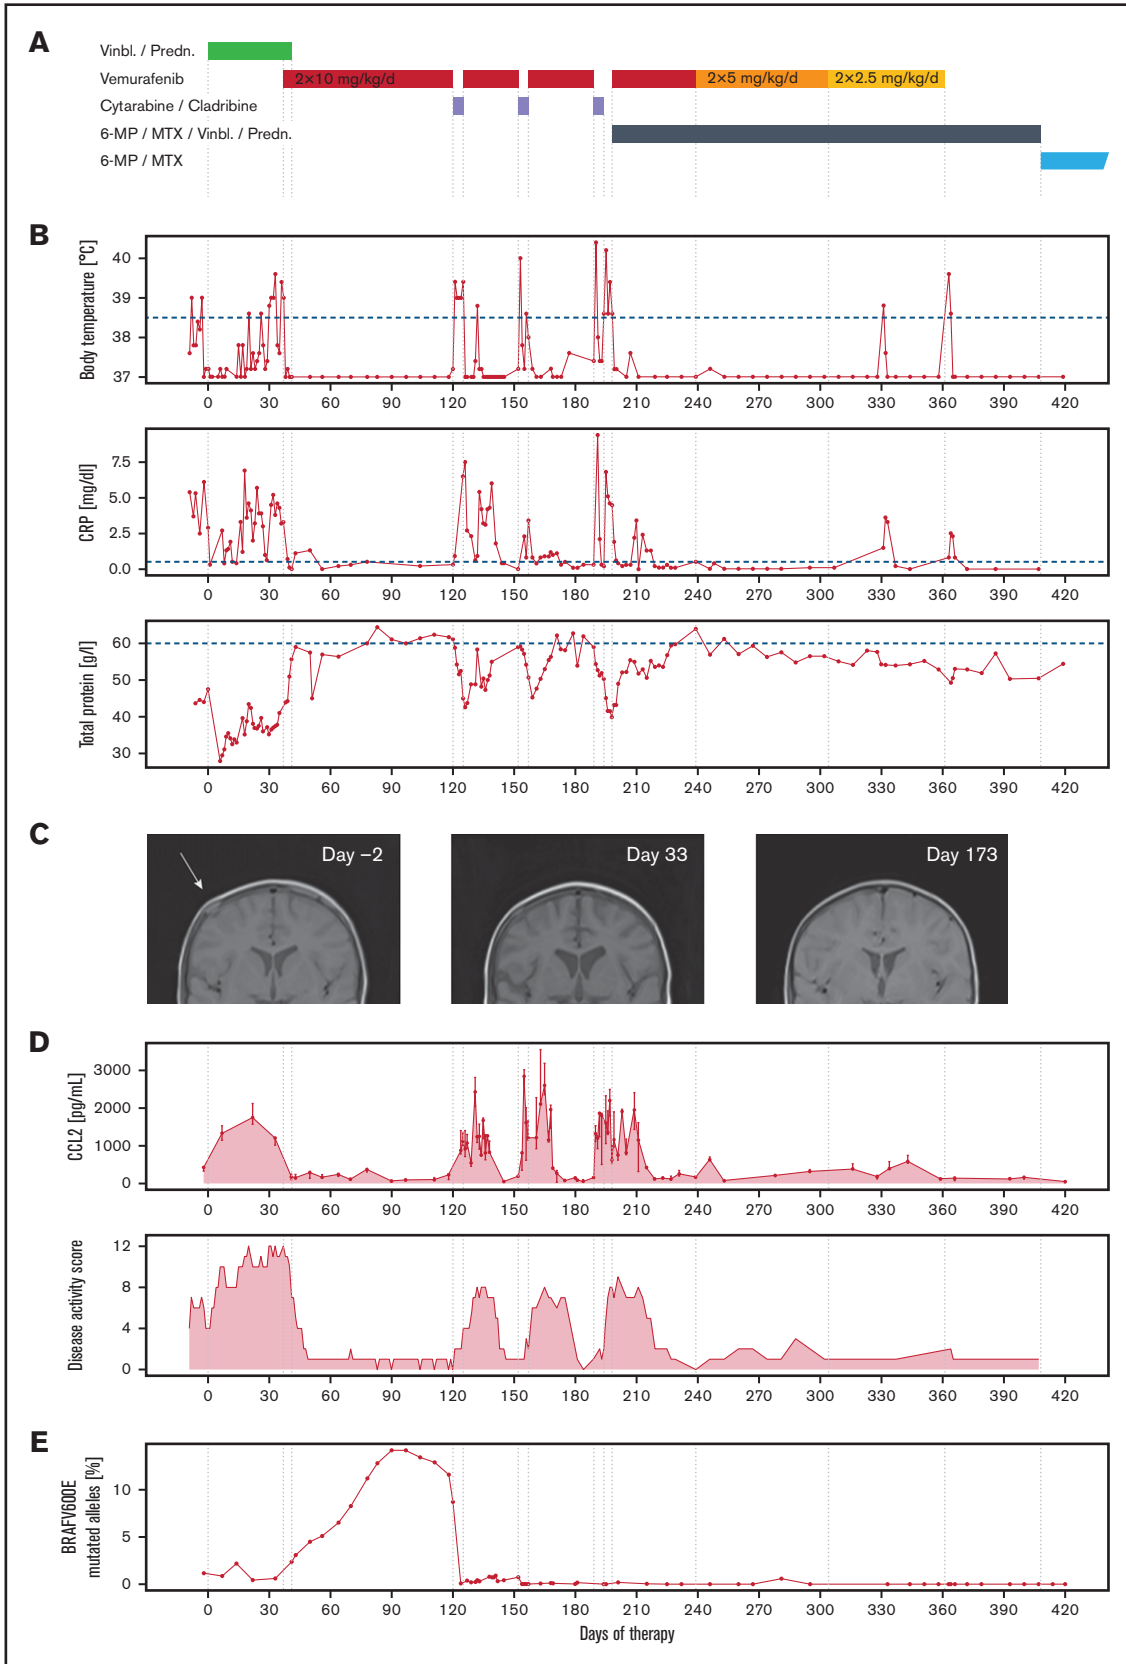 A
Vinbl. / Predn.
Vemurafenib
2×10 mg/kg/d
2×5 mg/kg/d
2×2.5 mg/kg/d
Cytarabine / Cladribine
6-MP / MTX / Vinbl. / Predn.
6-MP / MTX
B
Body temperature [°C]
40
39
38
37
0 30 60 90 120 150 180 210 240 270 300 330 360 390 420
CRP [mg/dl]
7.5
5.0
2.5
0.0
0 30 60 90 120 150 180 210 240 270 300 330 360 390 420
Total protein [g/l]
60
50
40
30
0 30 60 90 120 150 180 210 240 270 300 330 360 390 420
C
Day –2
Day 33
Day 173
D
CCL2 [pg/mL]
3000
2000
1000
0
0 30 60 90 120 150 180 210 240 270 300 330 360 390 420
Disease activity score
12
8
4
0
0 30 60 90 120 150 180 210 240 270 300 330 360 390 420
E
BRAFV600E
mutated alleles [%]
10
5
0
0 30 60 90 120 150 180 210 240 270 300 330 360 390 420
Days of therapy